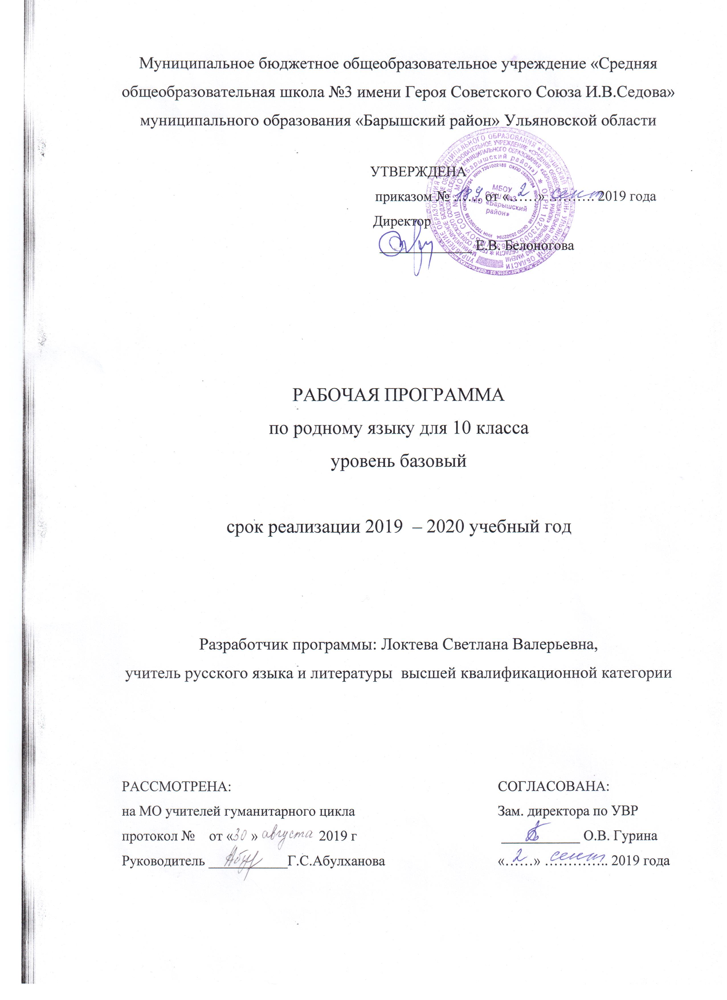 Муниципальное бюджетное общеобразовательное учреждение «Средняя
общеобразовательная школа №3 имени Героя Советского Союза И.В.Седова»
муниципального образования «Барышский район» Ульяновской области
УТВЕРЖДЕНА
приказом № 189 от «2» сент 2019 года
Директор
Е.В. Белоногова
МБОУ
СОШ №3
МО «Барышский
район»
РАБОЧАЯ ПРОГРАММА
по родному языку для 10 класса
уровень базовый
срок реализации 2019 – 2020 учебный год
Разработчик программы: Локтева Светлана Валерьевна,
учитель русского языка и литературы высшей квалификационной категории
РАССМОТРЕНА:
на МО учителей гуманитарного цикла
протокол № от «30» августа 2019 г
Руководитель ___________Г.С.Абулханова
СОГЛАСОВАНА:
Зам. директора по УВР
___________ О.В. Гурина
«2» сент 2019 года